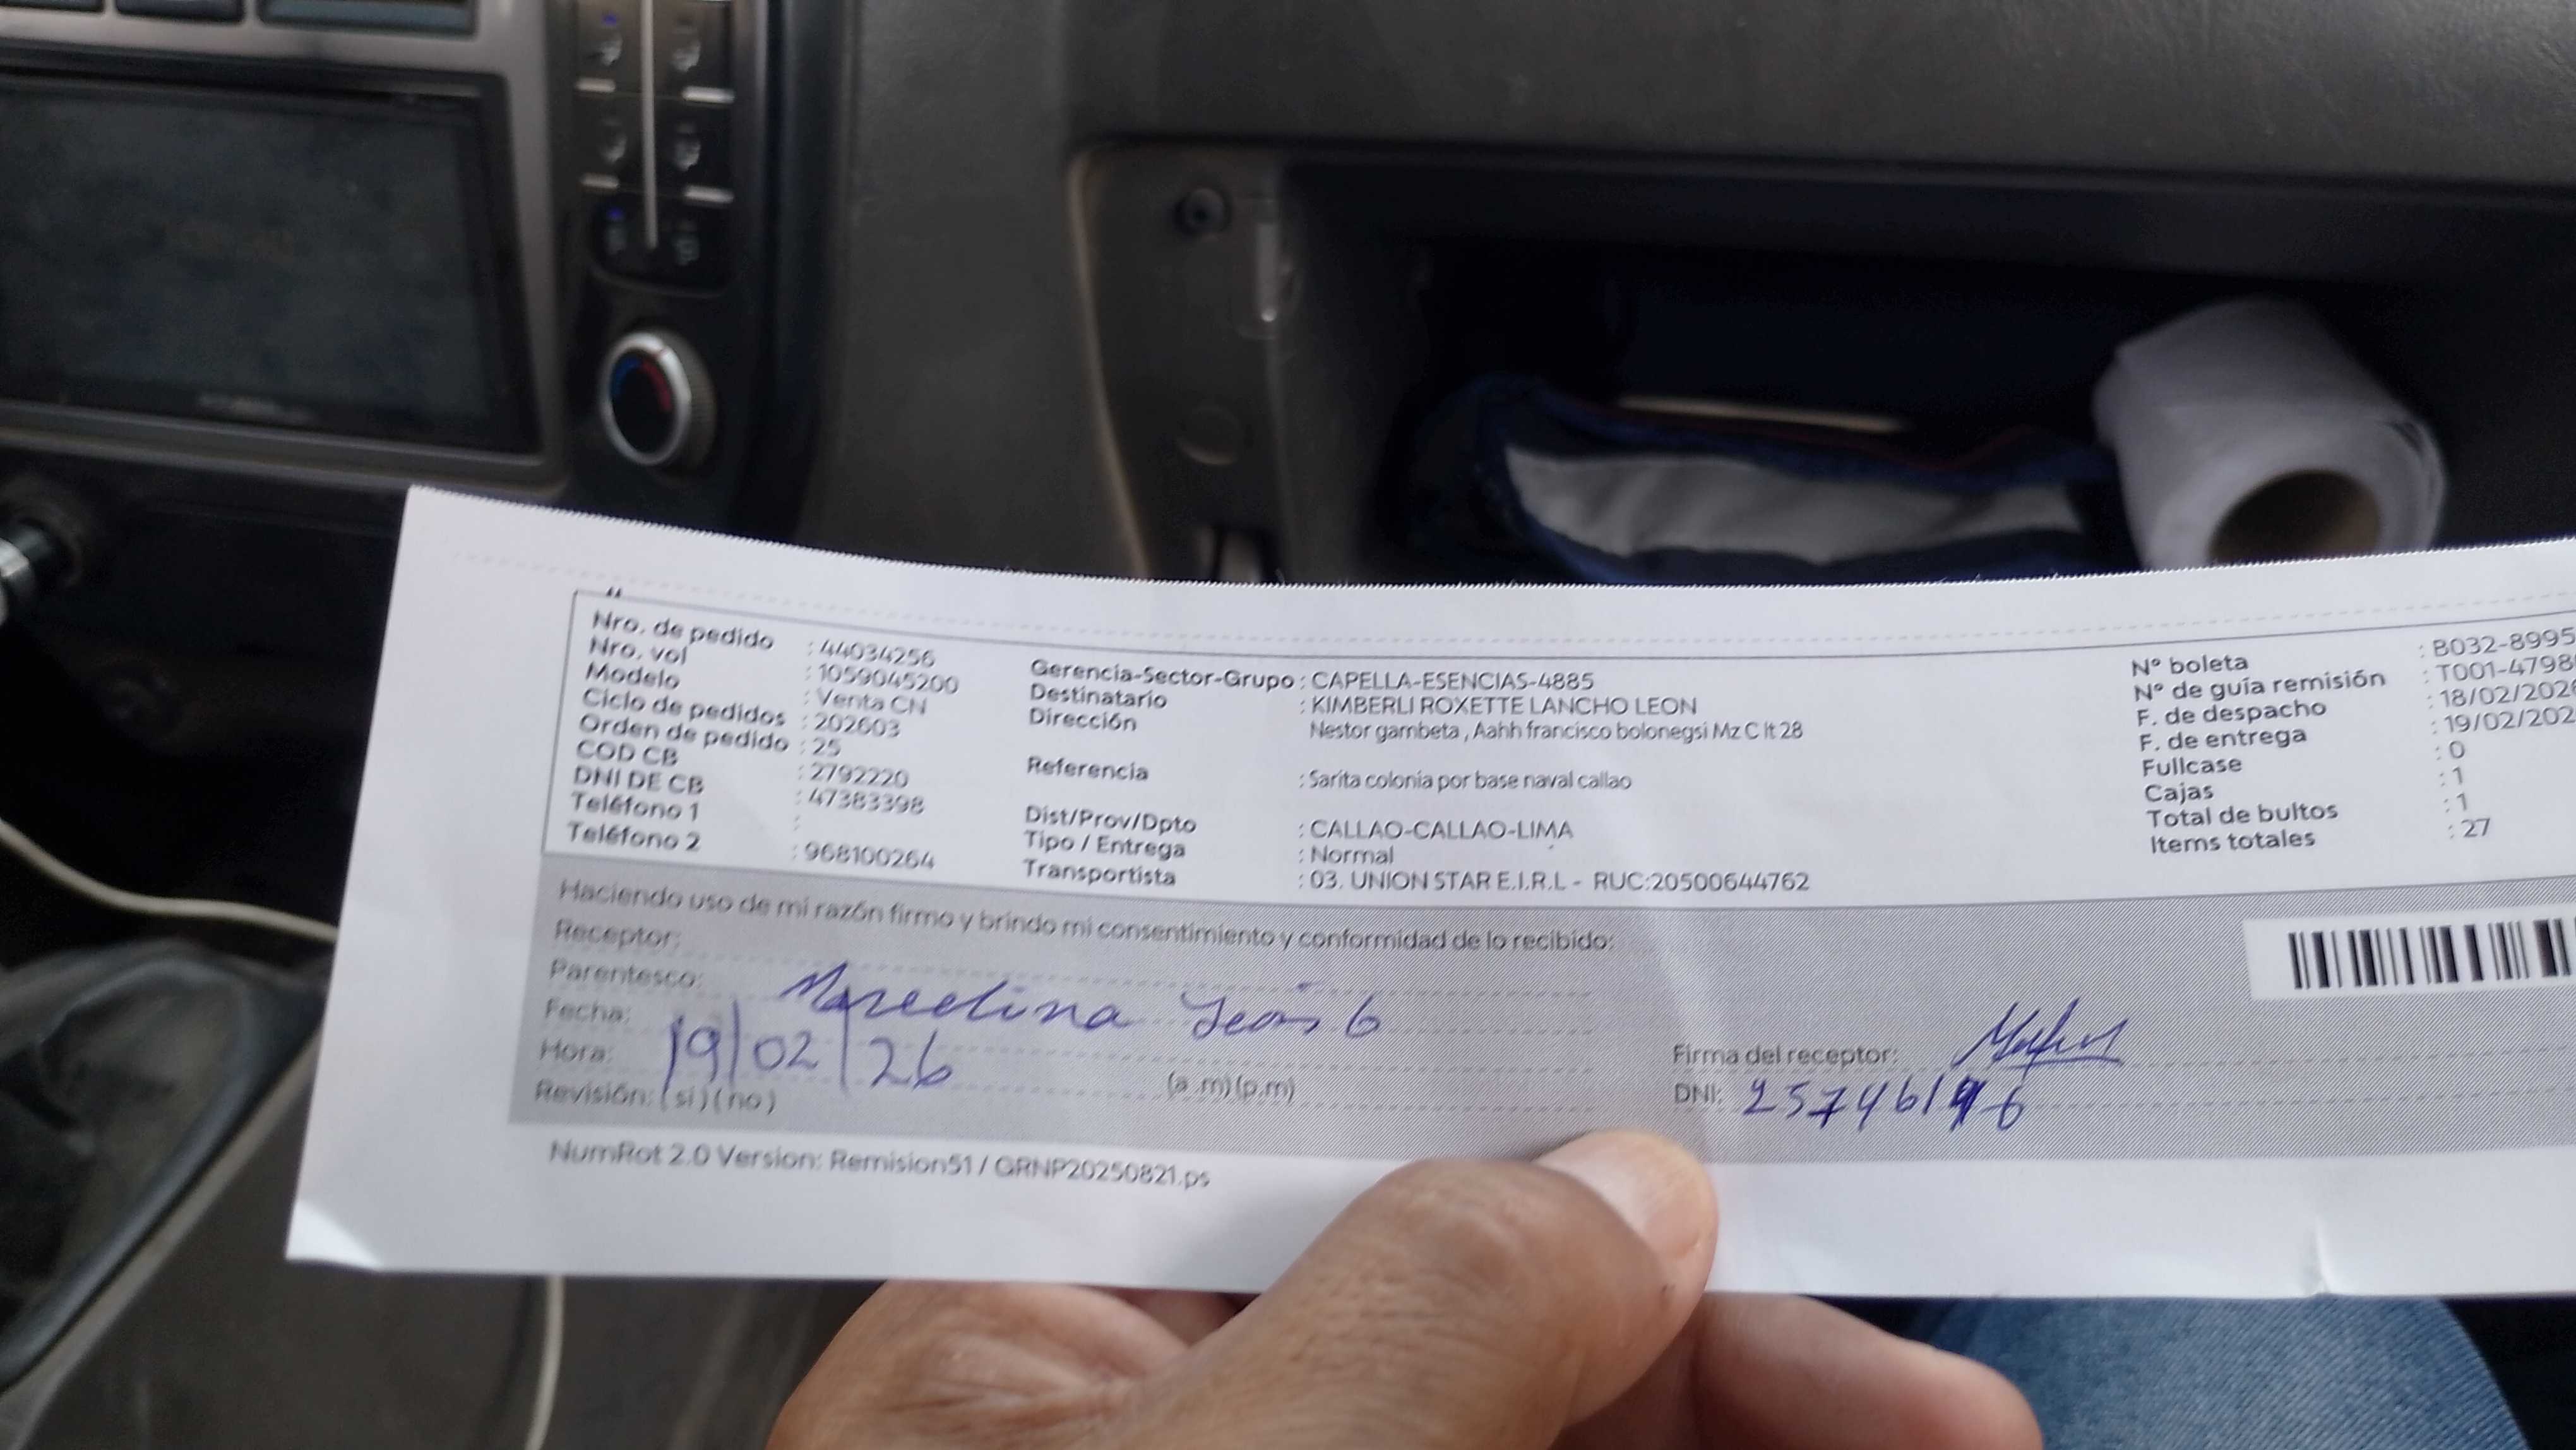 Nro. de pedido : 44034256
Nro. vol : 1059045200
Modelo : Venta CN
Ciclo de pedidos : 202603
Orden de pedido : 25
COD CB : 2792220
DNI DE CB : 47383398
Teléfono 1 :
Teléfono 2 : 968100264
Gerencia-Sector-Grupo : CAPELLA-ESENCIAS-4885
Destinatario : KIMBERLI ROXETTE LANCHO LEON
Dirección Nestor gambeta , Aahh francisco bolonegsi Mz C lt 28
Referencia : Sarita colonia por base naval callao
Dist/Prov/Dpto : CALLAO-CALLAO-LIMA
Tipo / Entrega : Normal
Transportista : 03. UNION STAR E.I.R.L - RUC:20500644762
N° boleta : B032-8995
N° de guía remisión : T001-4798
F. de despacho : 18/02/2026
F. de entrega : 19/02/202
Fullcase : 0
Cajas : 1
Total de bultos : 1
Items totales : 27
Haciendo uso de mi razón firmo y brindo mi consentimiento y conformidad de lo recibido:
Receptor:
Parentesco: Marcelina León G
Fecha: 19/02/26
Hora: (a.m)(p.m)
Revisión: (si)(no)
Firma del receptor:
DNI: 257461
NumRot 2.0 Version: Remision51 / GRNP20250821.ps